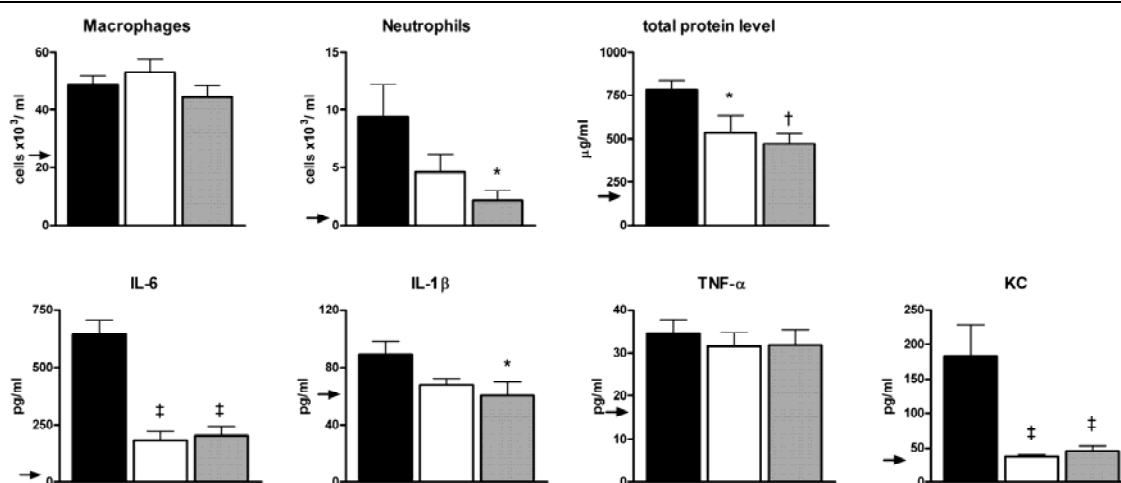 Macrophages
60
40
20
0
cells x10³/ ml
Neutrophils
15
10
5
0
cells x10³/ ml
*
total protein level
1000
750
500
250
0
µg/ml
*
†
IL-6
750
500
250
0
pg/ml
‡
‡
IL-1β
120
80
40
0
pg/ml
*
TNF-α
40
30
20
10
0
pg/ml
KC
250
200
150
100
50
0
pg/ml
‡
‡